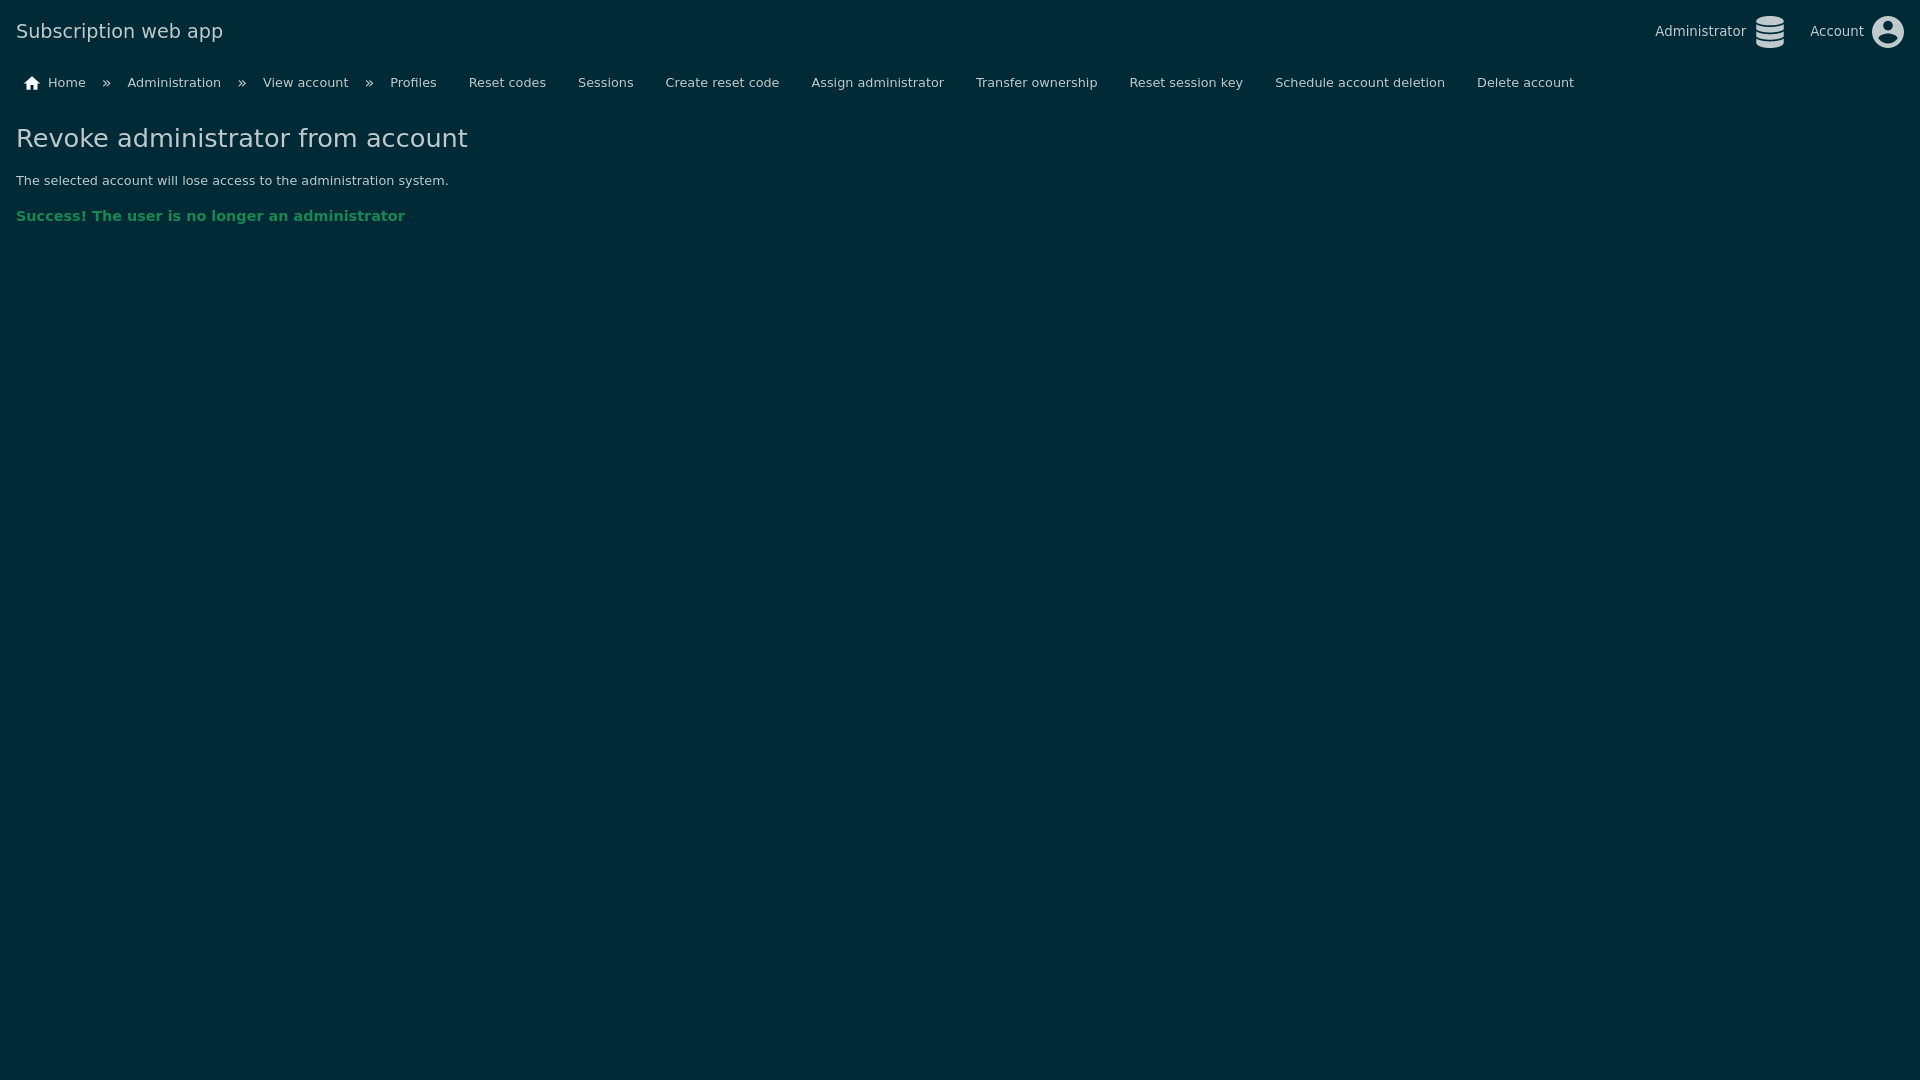 Subscription web app
Administrator
Account
Home » Administration » View account » Profiles Reset codes Sessions Create reset code Assign administrator Transfer ownership Reset session key Schedule account deletion Delete account
Revoke administrator from account
The selected account will lose access to the administration system.
Success! The user is no longer an administrator